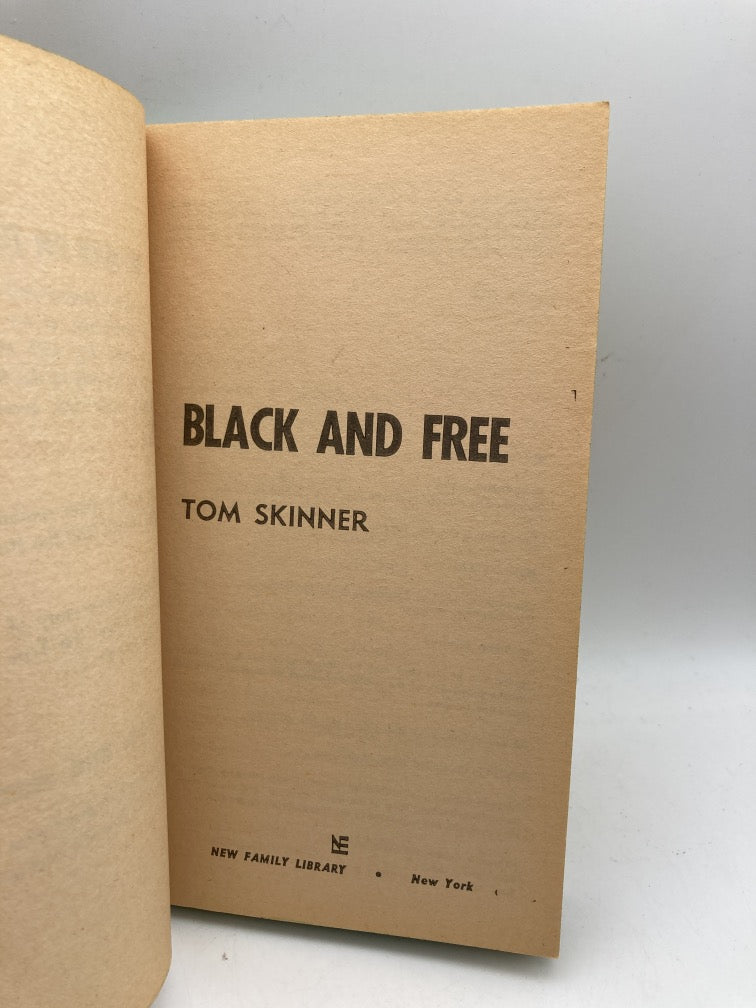 BLACK AND FREE
TOM SKINNER
NEW FAMILY LIBRARY • New York